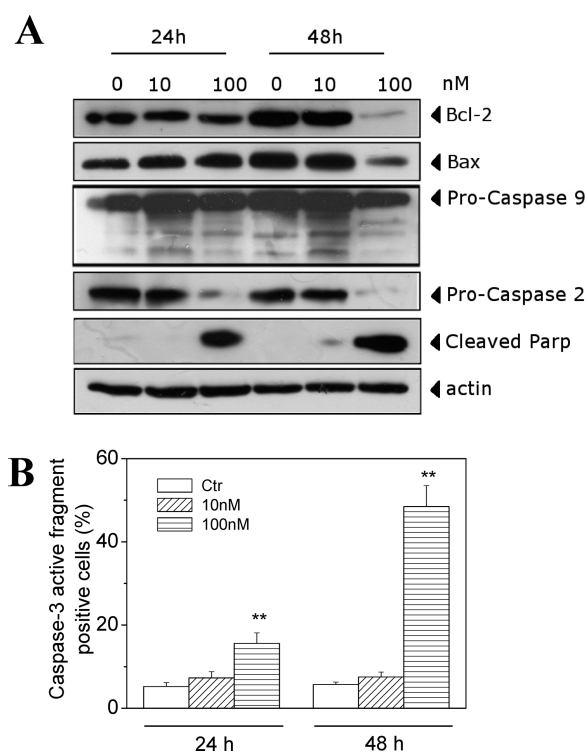 A
24h 48h
0 10 100 0 10 100 nM
Bcl-2
Bax
Pro-Caspase 9
Pro-Caspase 2
Cleaved Parp
actin
B
Caspase-3 active fragment
positive cells (%)
60
40
20
0
Ctr
10nM
100nM
**
**
24 h 48 h